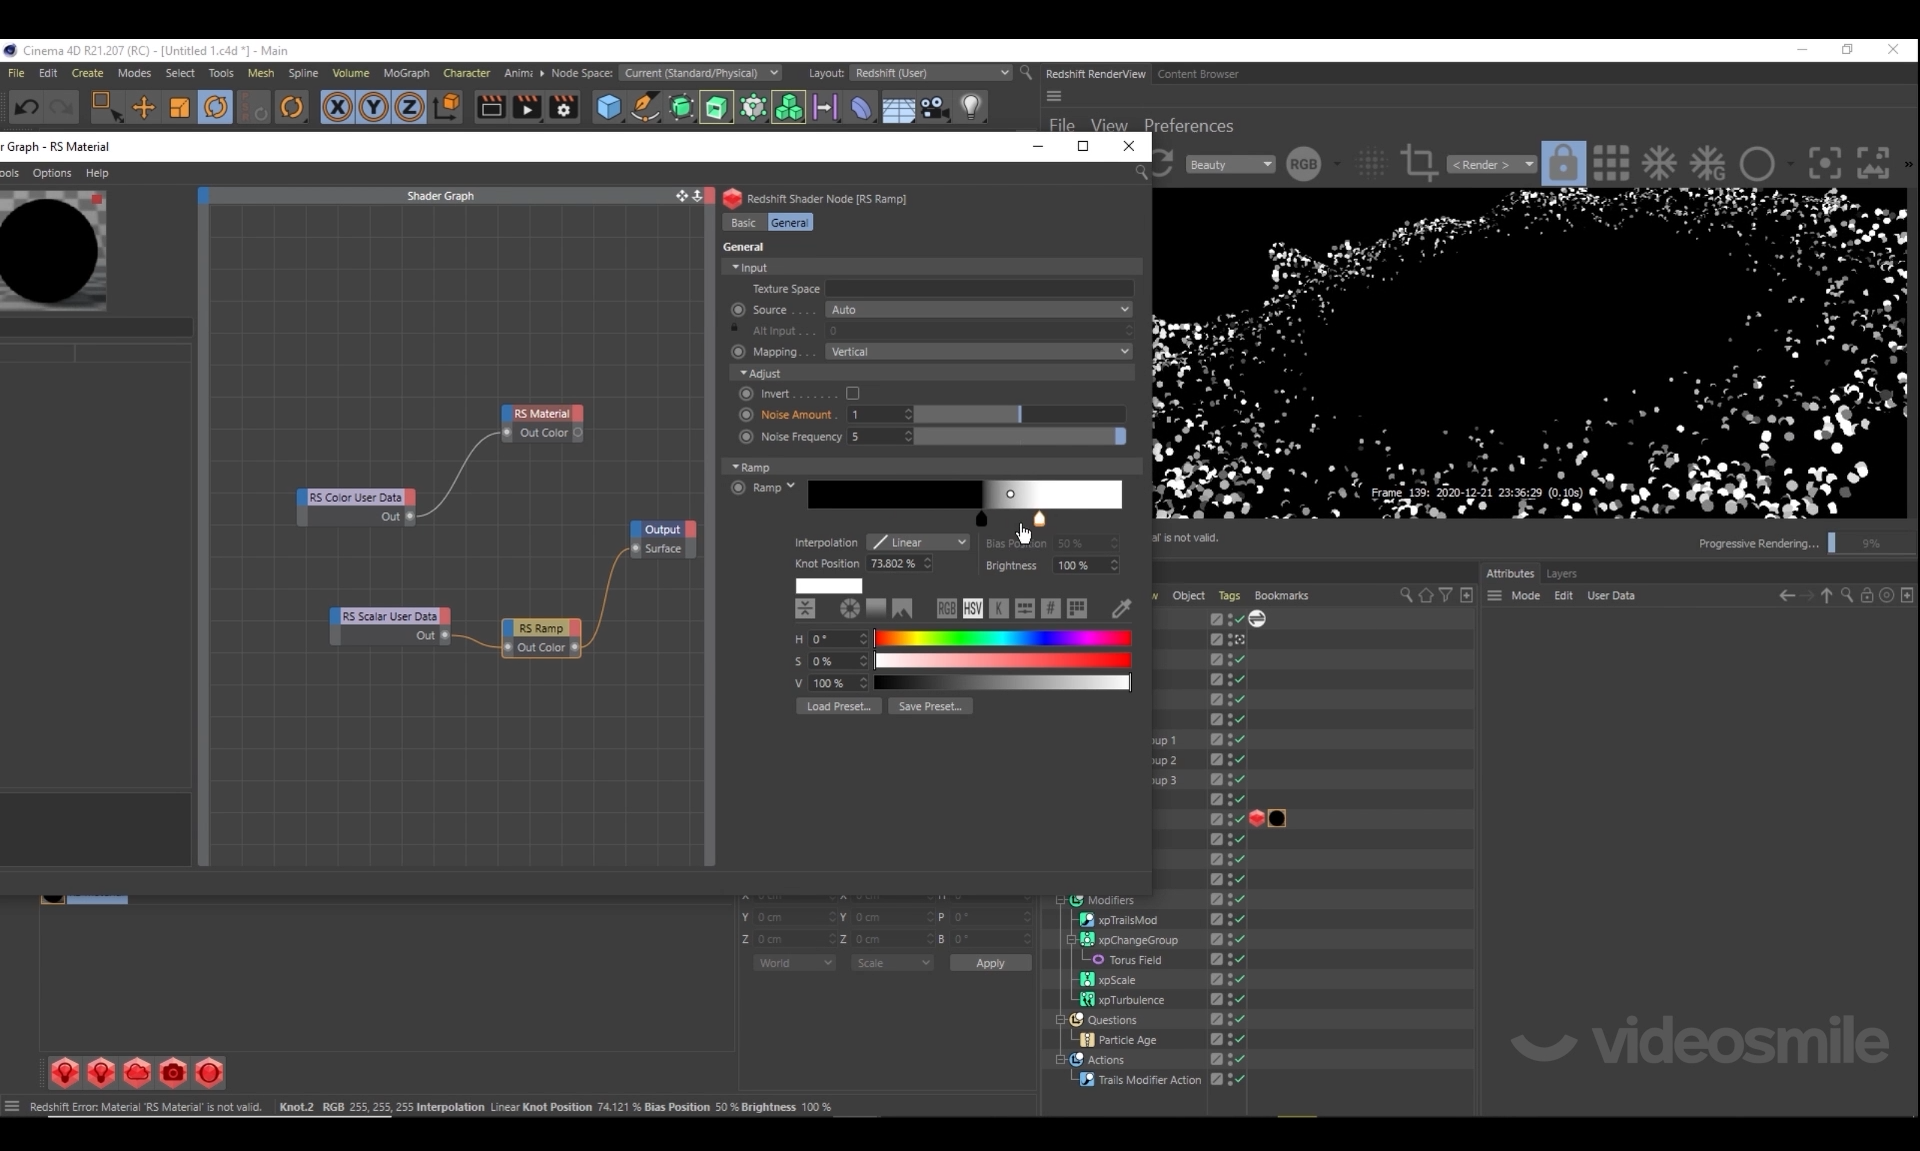 Cinema 4D R21.207 (RC) - [Untitled 1.c4d *] - Main
File Edit Create Modes Select Tools Mesh Spline Volume MoGraph Character Anima Node Space: Current (Standard/Physical) Layout: Redshift (User)
Redshift RenderView Content Browser
File View Preferences
r Graph - RS Material
ools Options Help
Beauty RGB < Render >
Shader Graph
Redshift Shader Node [RS Ramp]
Basic General
General
Input
Texture Space
Source . . . . Auto
Alt Input . . . 0
Mapping. . . Vertical
Adjust
Invert . . . . . . .
Noise Amount . 1
Noise Frequency 5
Ramp
Ramp
Interpolation Linear Bias Position 50 %
Knot Position 73.802 % Brightness 100 %
RGB HSV K #
H 0 °
S 0 %
V 100 %
Load Preset... Save Preset...
RS Material
Out Color
RS Color User Data
Out
Output
Surface
RS Scalar User Data
Out
RS Ramp
Out Color
Frame 139: 2020-12-21 23:36:29 (0.10s)
al' is not valid.
Progressive Rendering... 9%
Attributes Layers
w Object Tags Bookmarks
Mode Edit User Data
oup 1
oup 2
oup 3
Modifiers
xpTrailsMod
xpChangeGroup
Torus Field
xpScale
xpTurbulence
Questions
Particle Age
Actions
Trails Modifier Action
Y 0 cm Y 0 cm P 0 °
Z 0 cm Z 0 cm B 0 °
World Scale Apply
videosmile
Redshift Error: Material 'RS Material' is not valid. Knot.2 RGB 255, 255, 255 Interpolation Linear Knot Position 74.121 % Bias Position 50 % Brightness 100 %